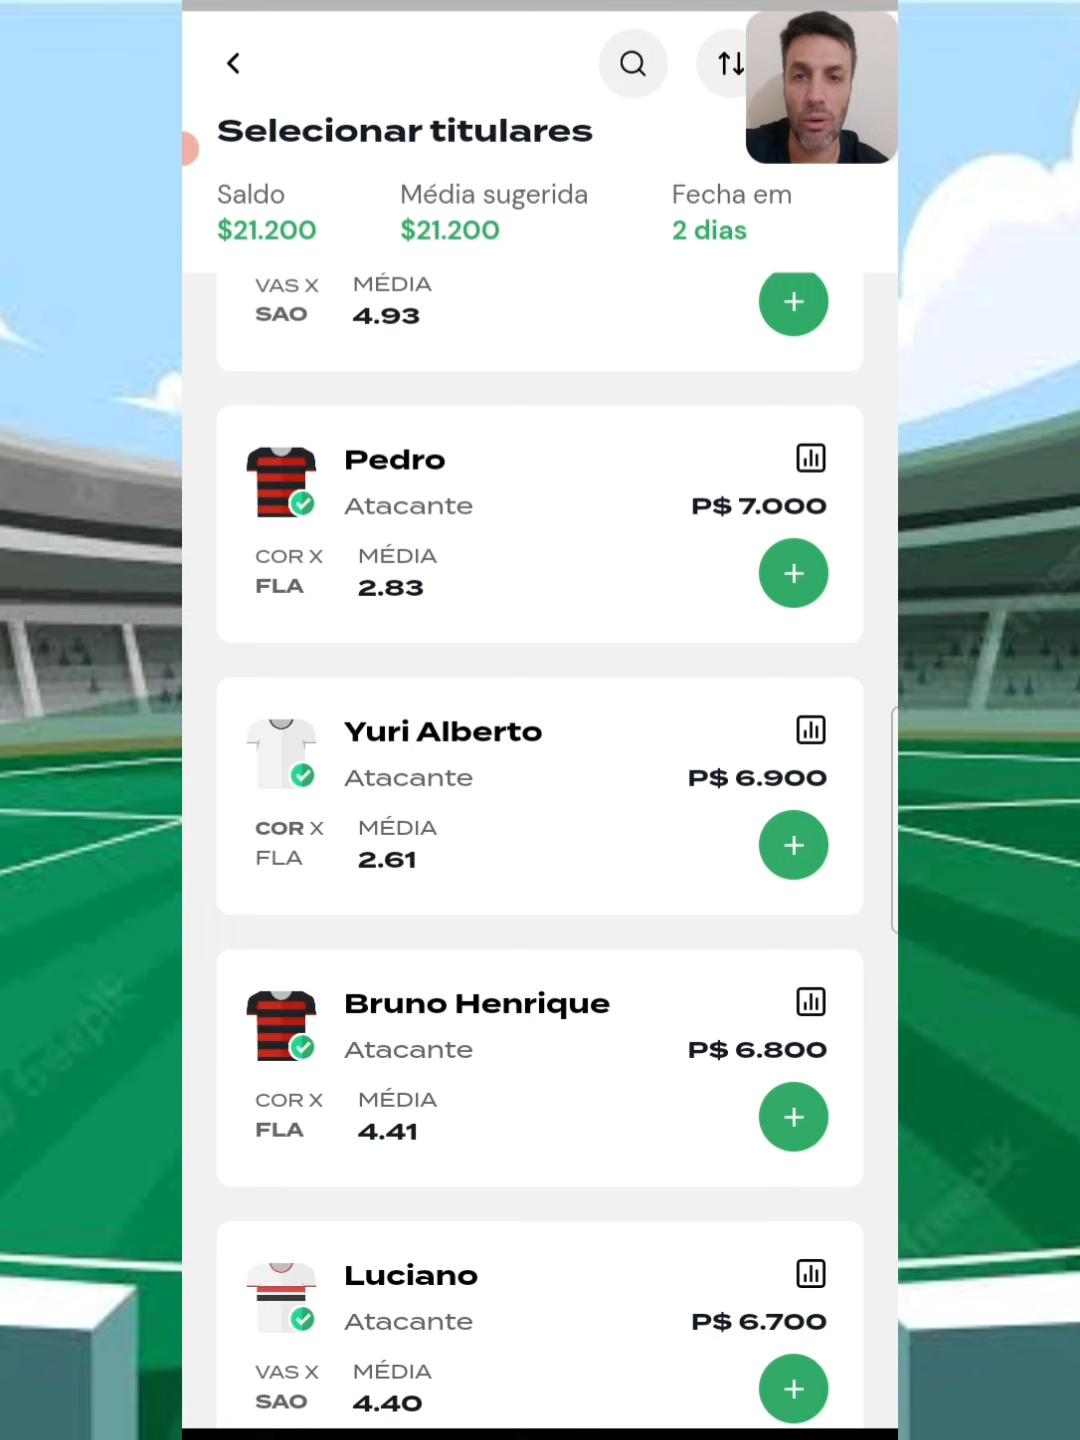 Selecionar titulares
Saldo
Média sugerida
Fecha em
$21.200
$21.200
2 dias
VAS X
MÉDIA
SAO
4.93
Pedro
Atacante
P$ 7.000
COR X
MÉDIA
FLA
2.83
Yuri Alberto
Atacante
P$ 6.900
COR X
MÉDIA
FLA
2.61
Bruno Henrique
Atacante
P$ 6.800
COR X
MÉDIA
FLA
4.41
Luciano
Atacante
P$ 6.700
VAS X
MÉDIA
SAO
4.40